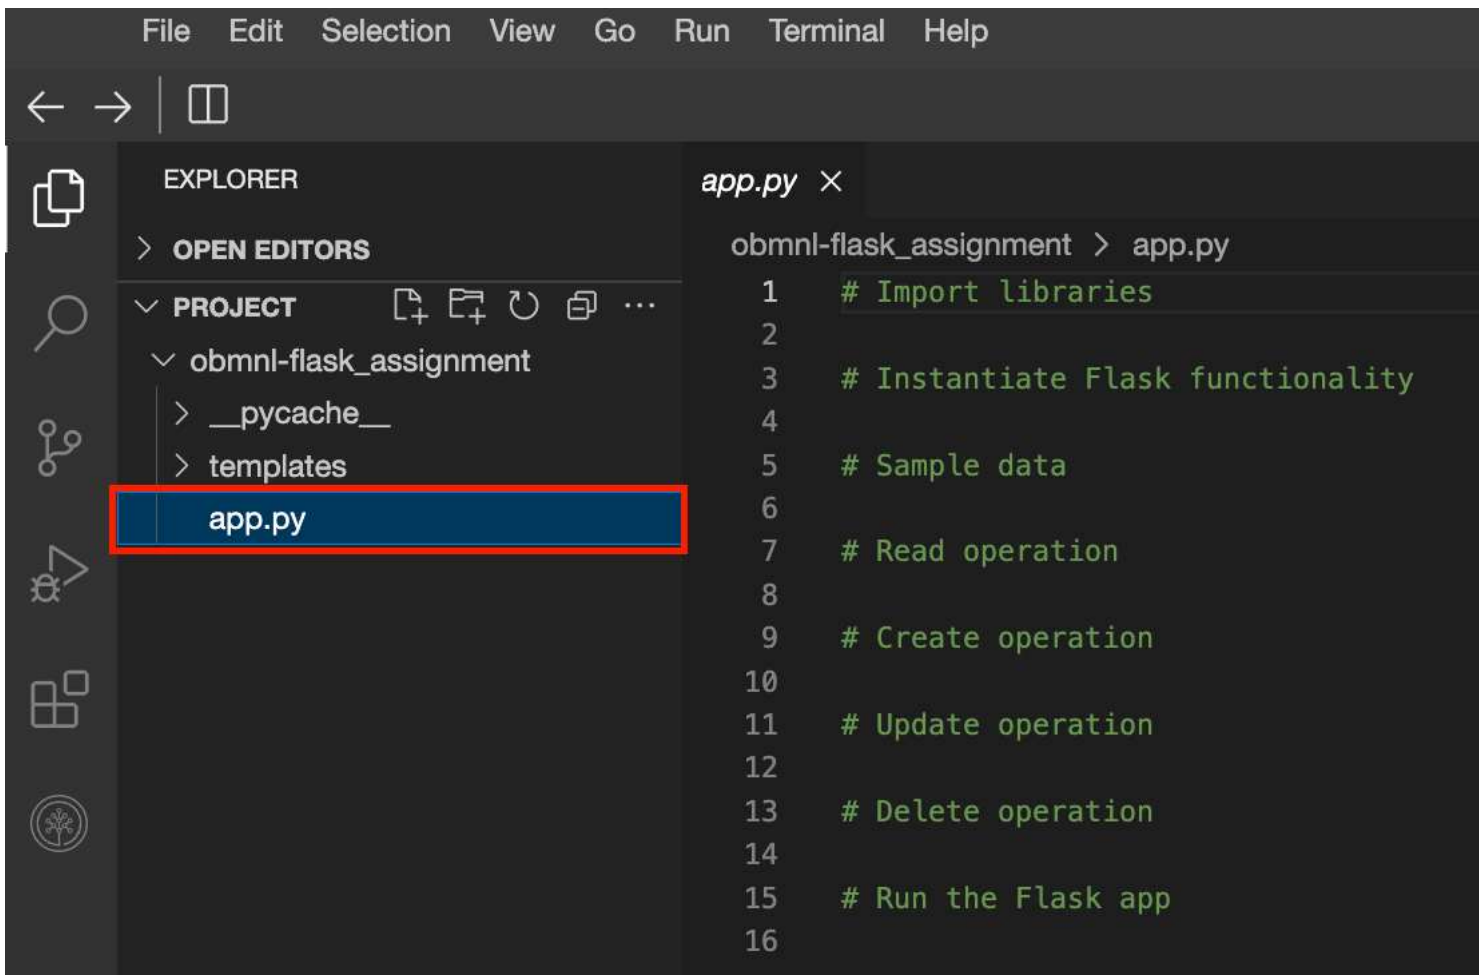 File Edit Selection View Go Run Terminal Help
EXPLORER
OPEN EDITORS
PROJECT
obmnl-flask_assignment
__pycache__
templates
app.py
app.py
obmnl-flask_assignment > app.py
1 # Import libraries
2
3 # Instantiate Flask functionality
4
5 # Sample data
6
7 # Read operation
8
9 # Create operation
10
11 # Update operation
12
13 # Delete operation
14
15 # Run the Flask app
16